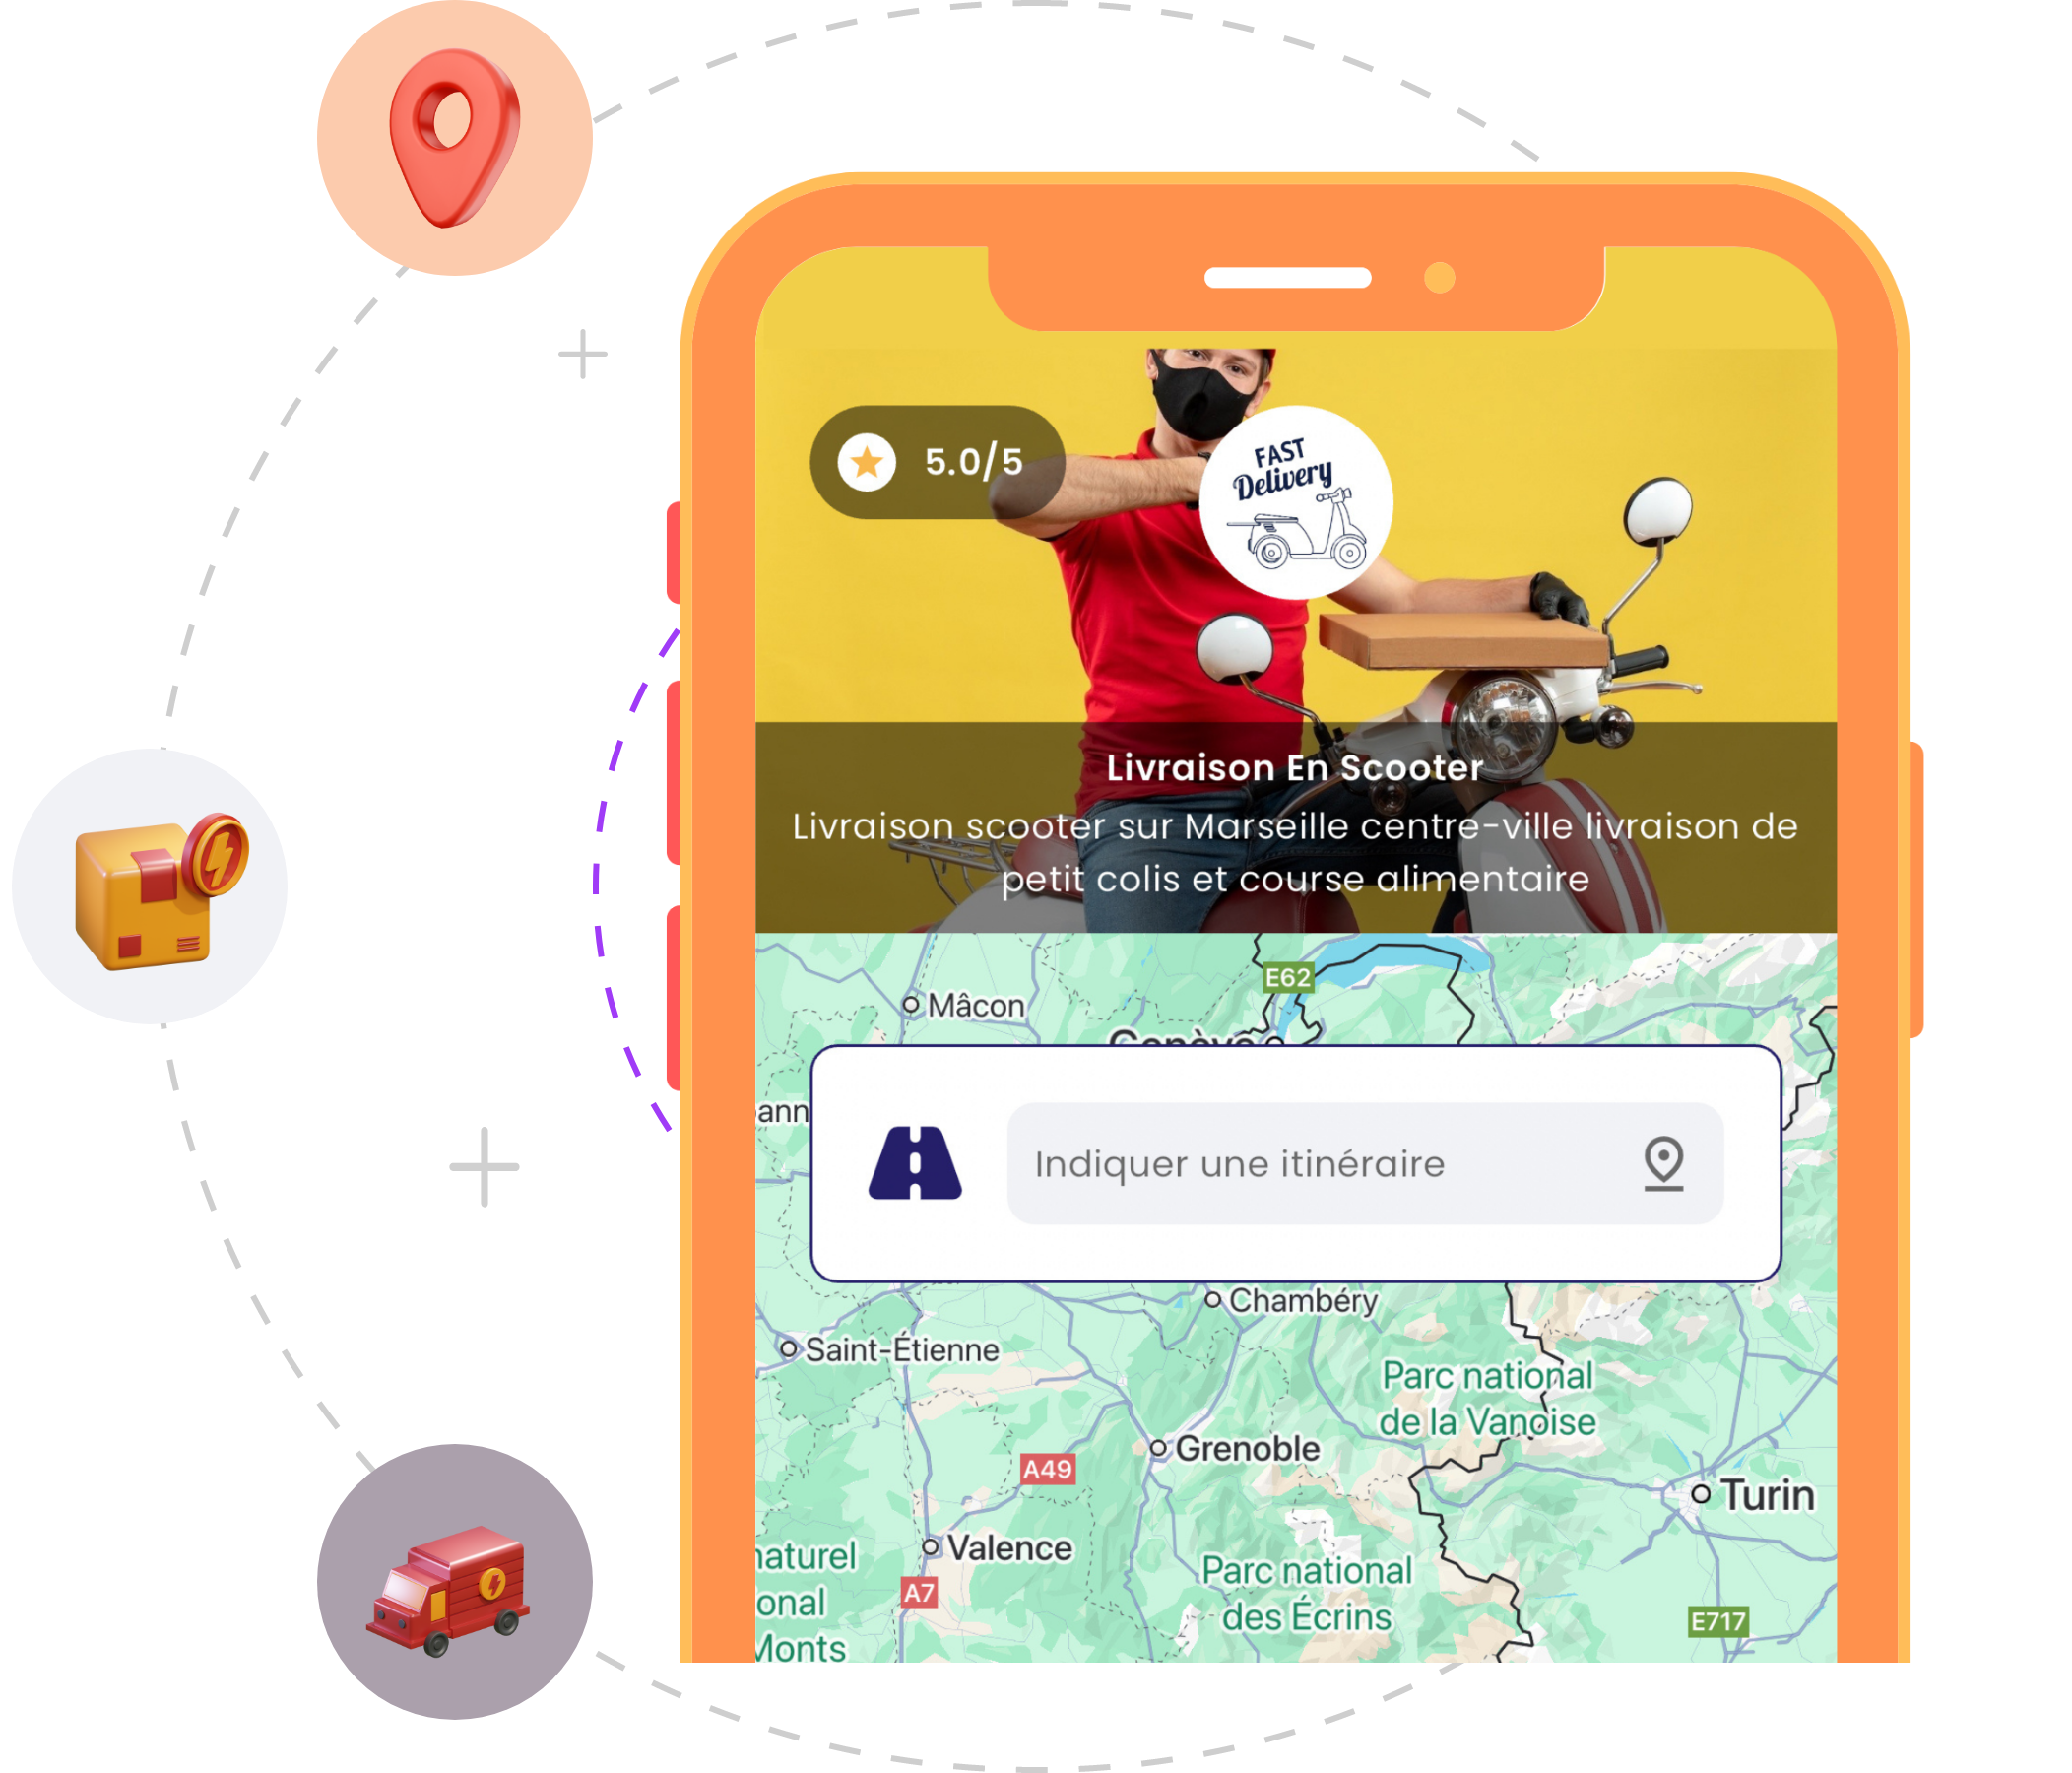 5.0/5
FAST
Delivery
Livraison En Scooter
Livraison scooter sur Marseille centre-ville livraison de
petit colis et course alimentaire
E62
Mâcon
Genève
Indiquer une itinéraire
Chambéry
Saint-Étienne
Parc national
de la Vanoise
Grenoble
A49
Turin
Valence
Parc national
des Écrins
A7
E717
onal
Monts